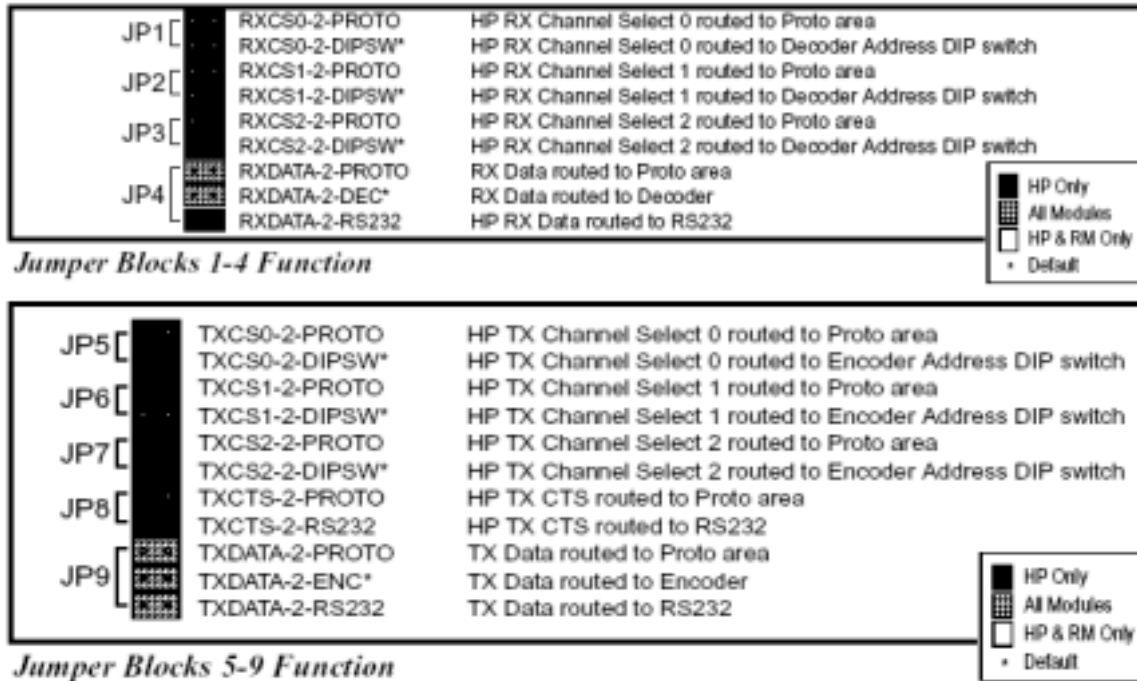 JP1 RXCS0-2-PROTO HP RX Channel Select 0 routed to Proto area
RXCS0-2-DIPSW* HP RX Channel Select 0 routed to Decoder Address DIP switch
JP2 RXCS1-2-PROTO HP RX Channel Select 1 routed to Proto area
RXCS1-2-DIPSW* HP RX Channel Select 1 routed to Decoder Address DIP switch
JP3 RXCS2-2-PROTO HP RX Channel Select 2 routed to Proto area
RXCS2-2-DIPSW* HP RX Channel Select 2 routed to Decoder Address DIP switch
RXDATA-2-PROTO RX Data routed to Proto area
JP4 RXDATA-2-DEC* RX Data routed to Decoder
RXDATA-2-RS232 HP RX Data routed to RS232
HP Only
All Modules
HP & RM Only
* Default
Jumper Blocks 1-4 Function
JP5 TXCS0-2-PROTO HP TX Channel Select 0 routed to Proto area
TXCS0-2-DIPSW* HP TX Channel Select 0 routed to Encoder Address DIP switch
JP6 TXCS1-2-PROTO HP TX Channel Select 1 routed to Proto area
TXCS1-2-DIPSW* HP TX Channel Select 1 routed to Encoder Address DIP switch
JP7 TXCS2-2-PROTO HP TX Channel Select 2 routed to Proto area
TXCS2-2-DIPSW* HP TX Channel Select 2 routed to Encoder Address DIP switch
JP8 TXCTS-2-PROTO HP TX CTS routed to Proto area
TXCTS-2-RS232 HP TX CTS routed to RS232
TXDATA-2-PROTO TX Data routed to Proto area
JP9 TXDATA-2-ENC* TX Data routed to Encoder
TXDATA-2-RS232 TX Data routed to RS232
HP Only
All Modules
HP & RM Only
* Default
Jumper Blocks 5-9 Function